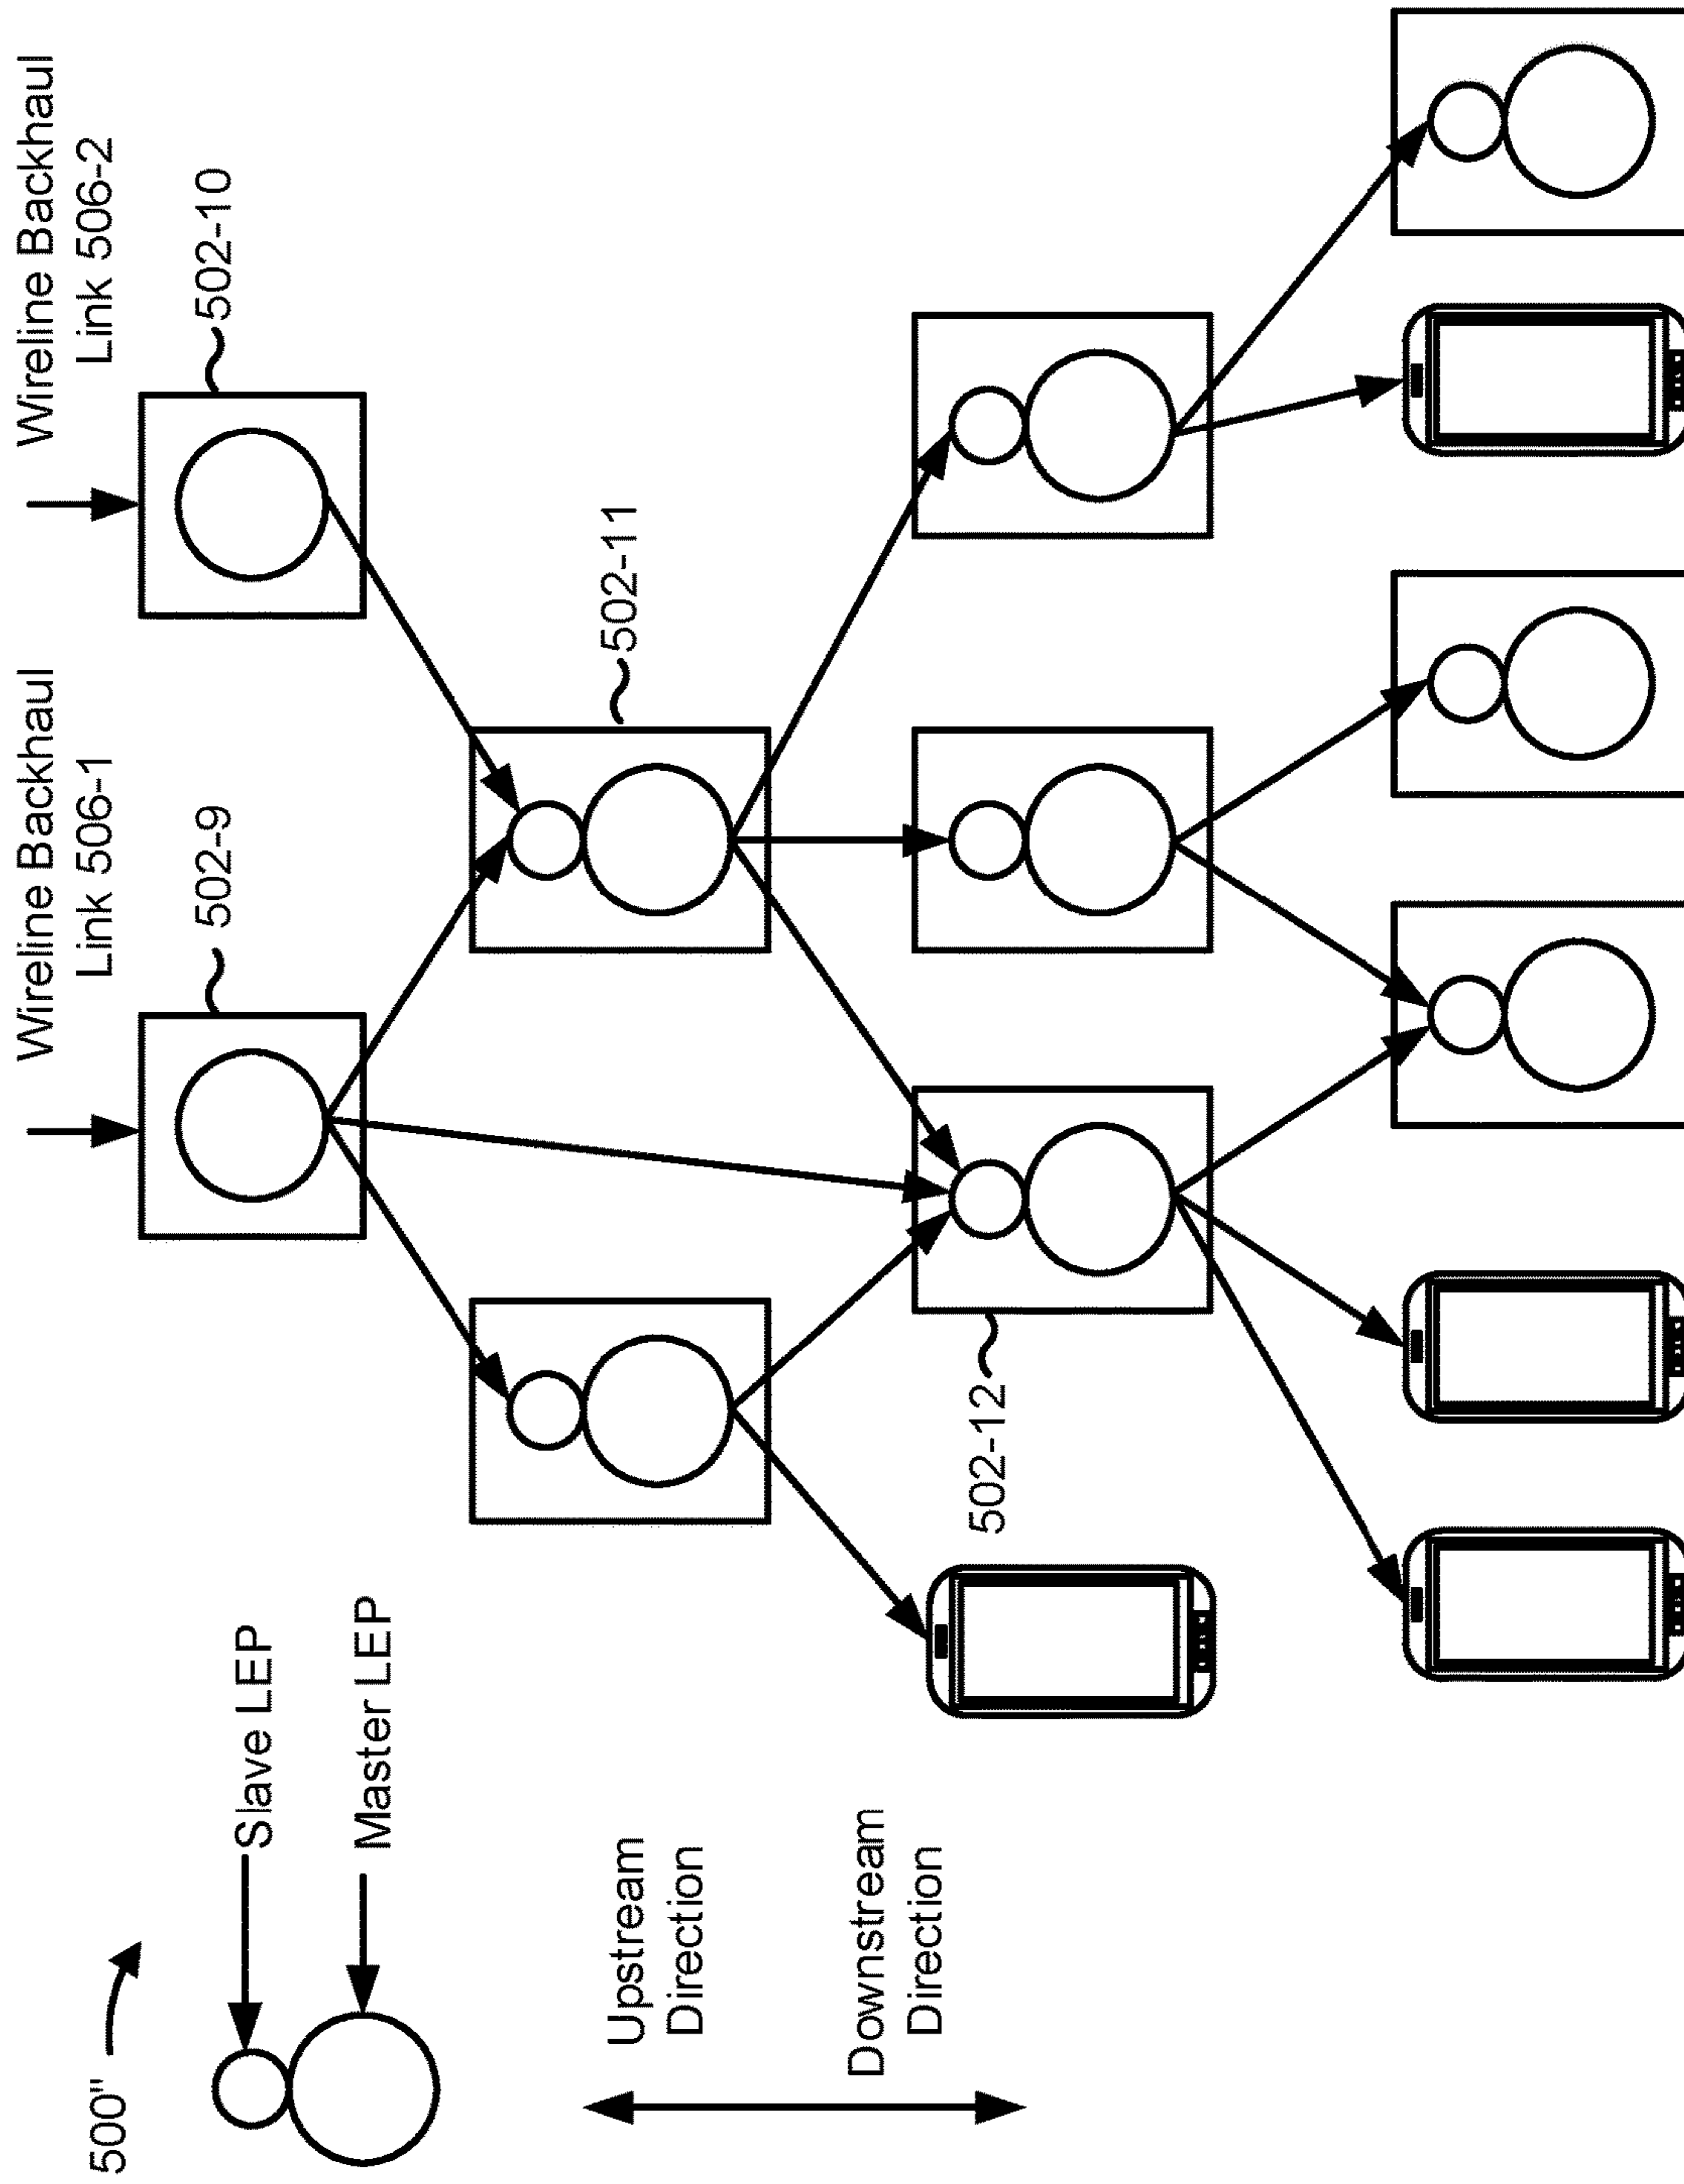 500"
Slave LEP
Master LEP
Upstream
Direction
Downstream
Direction
Wireline Backhaul
Link 506-1
Wireline Backhaul
Link 506-2
502-9
502-10
502-11
502-12